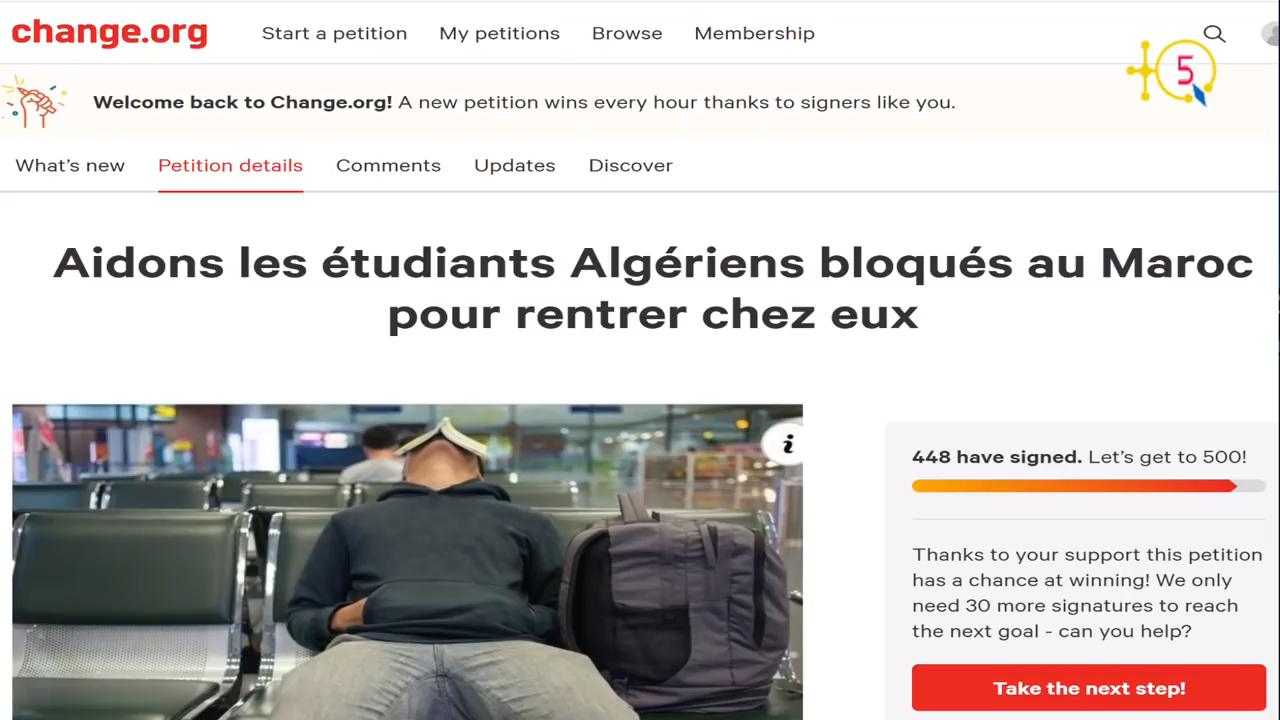 change.org
Start a petition
My petitions
Browse
Membership
5
Welcome back to Change.org! A new petition wins every hour thanks to signers like you.
What's new
Petition details
Comments
Updates
Discover
Aidons les étudiants Algériens bloqués au Maroc
pour rentrer chez eux
i
448 have signed. Let's get to 500!
Thanks to your support this petition
has a chance at winning! We only
need 30 more signatures to reach
the next goal - can you help?
Take the next step!